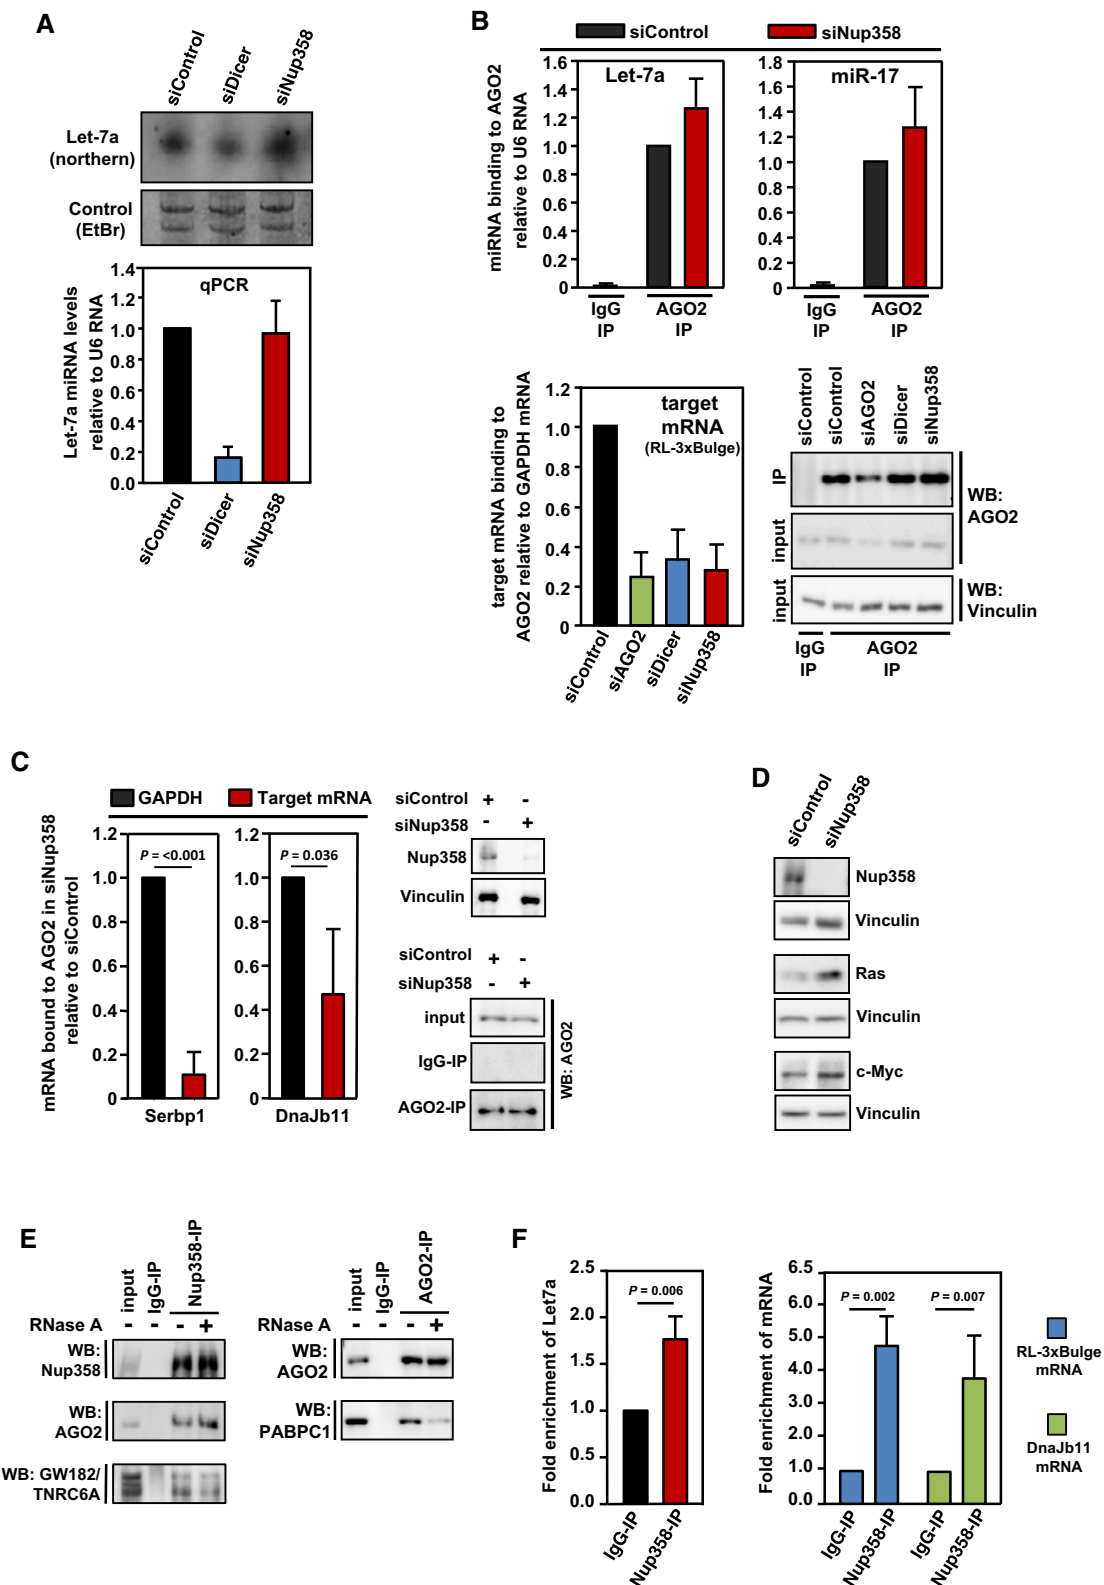 A
siControl
siDicer
siNup358
Let-7a
(northern)
Control
(EtBr)
qPCR
Let-7a miRNA levels
relative to U6 RNA
1.4
1.2
1.0
0.8
0.6
0.4
0.2
0.0
siControl
siDicer
siNup358
B
siControl
siNup358
miRNA binding to AGO2
relative to U6 RNA
1.6
1.4
1.2
1.0
0.8
0.6
0.4
0.2
0
Let-7a
IgG
IP
AGO2
IP
1.8
1.6
1.4
1.2
1.0
0.8
0.6
0.4
0.2
0
miR-17
IgG
IP
AGO2
IP
target mRNA binding to
AGO2 relative to GAPDH mRNA
1.2
1.0
0.8
0.6
0.4
0.2
0
target
mRNA
(RL-3xBulge)
siControl
siAGO2
siDicer
siNup358
siControl
siControl
siAGO2
siDicer
siNup358
IP
input
input
WB:
AGO2
WB:
Vinculin
IgG
IP
AGO2
IP
C
GAPDH
Target mRNA
mRNA bound to AGO2 in siNup358
relative to siControl
1.2
1.0
0.8
0.6
0.4
0.2
0
P = <0.001
Serbp1
1.2
1.0
0.8
0.6
0.4
0.2
0
P = 0.036
DnaJb11
siControl + -
siNup358 - +
Nup358
Vinculin
siControl + -
siNup358 - +
input
IgG-IP
AGO2-IP
WB: AGO2
D
siControl
siNup358
Nup358
Vinculin
Ras
Vinculin
c-Myc
Vinculin
E
input
IgG-IP
Nup358-IP
RNase A - - - +
WB:
Nup358
WB:
AGO2
WB: GW182/
TNRC6A
input
IgG-IP
AGO2-IP
RNase A - - - +
WB:
AGO2
WB:
PABPC1
F
Fold enrichment of Let7a
2.5
2.0
1.5
1.0
0.5
0.0
P = 0.006
IgG-IP
Nup358-IP
Fold enrichment of mRNA
6.5
6.0
5.0
4.0
3.0
2.0
1.0
0.0
P = 0.002
P = 0.007
IgG-IP
Nup358-IP
IgG-IP
Nup358-IP
RL-3xBulge
mRNA
DnaJb11
mRNA